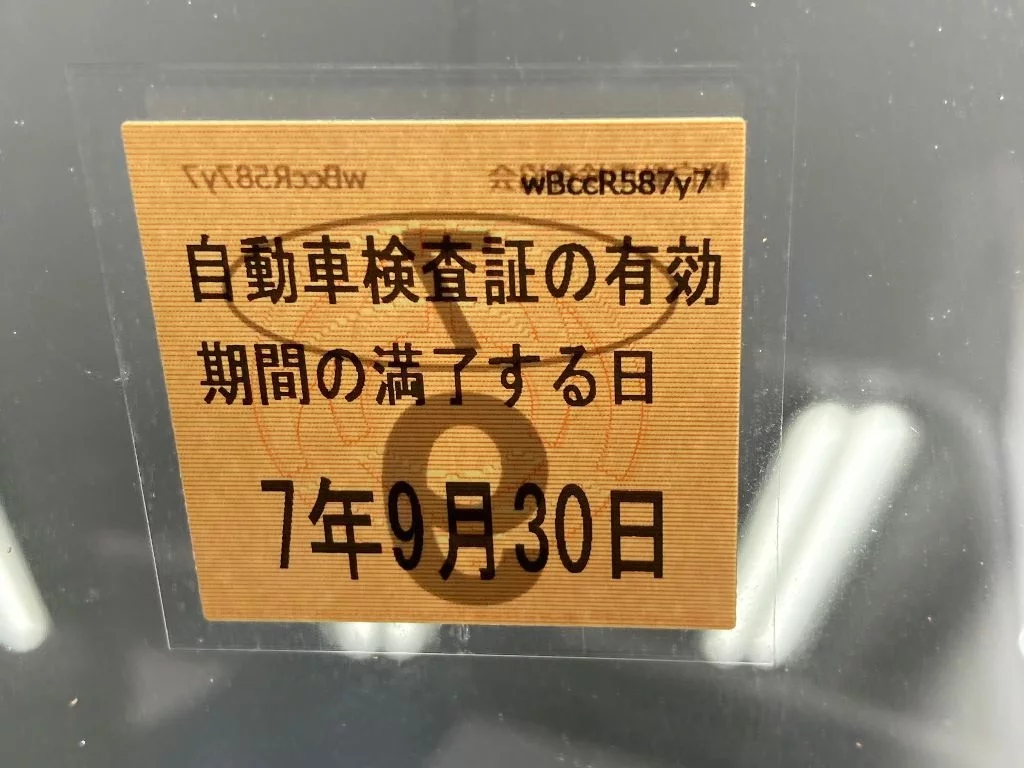 wBccR587y7
自動車検査証の有効
期間の満了する日
7年9月30日